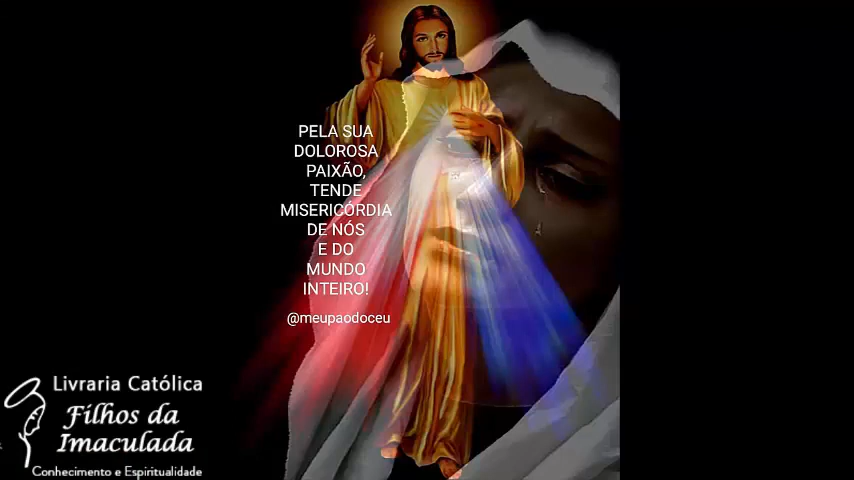 PELA SUA
DOLOROSA
PAIXÃO,
TENDE
MISERICÓRDIA
DE NÓS
E DO
MUNDO
INTEIRO!
@meupaodoceu
Livraria Católica
Filhos da
Imaculada
Conhecimento e Espiritualidade